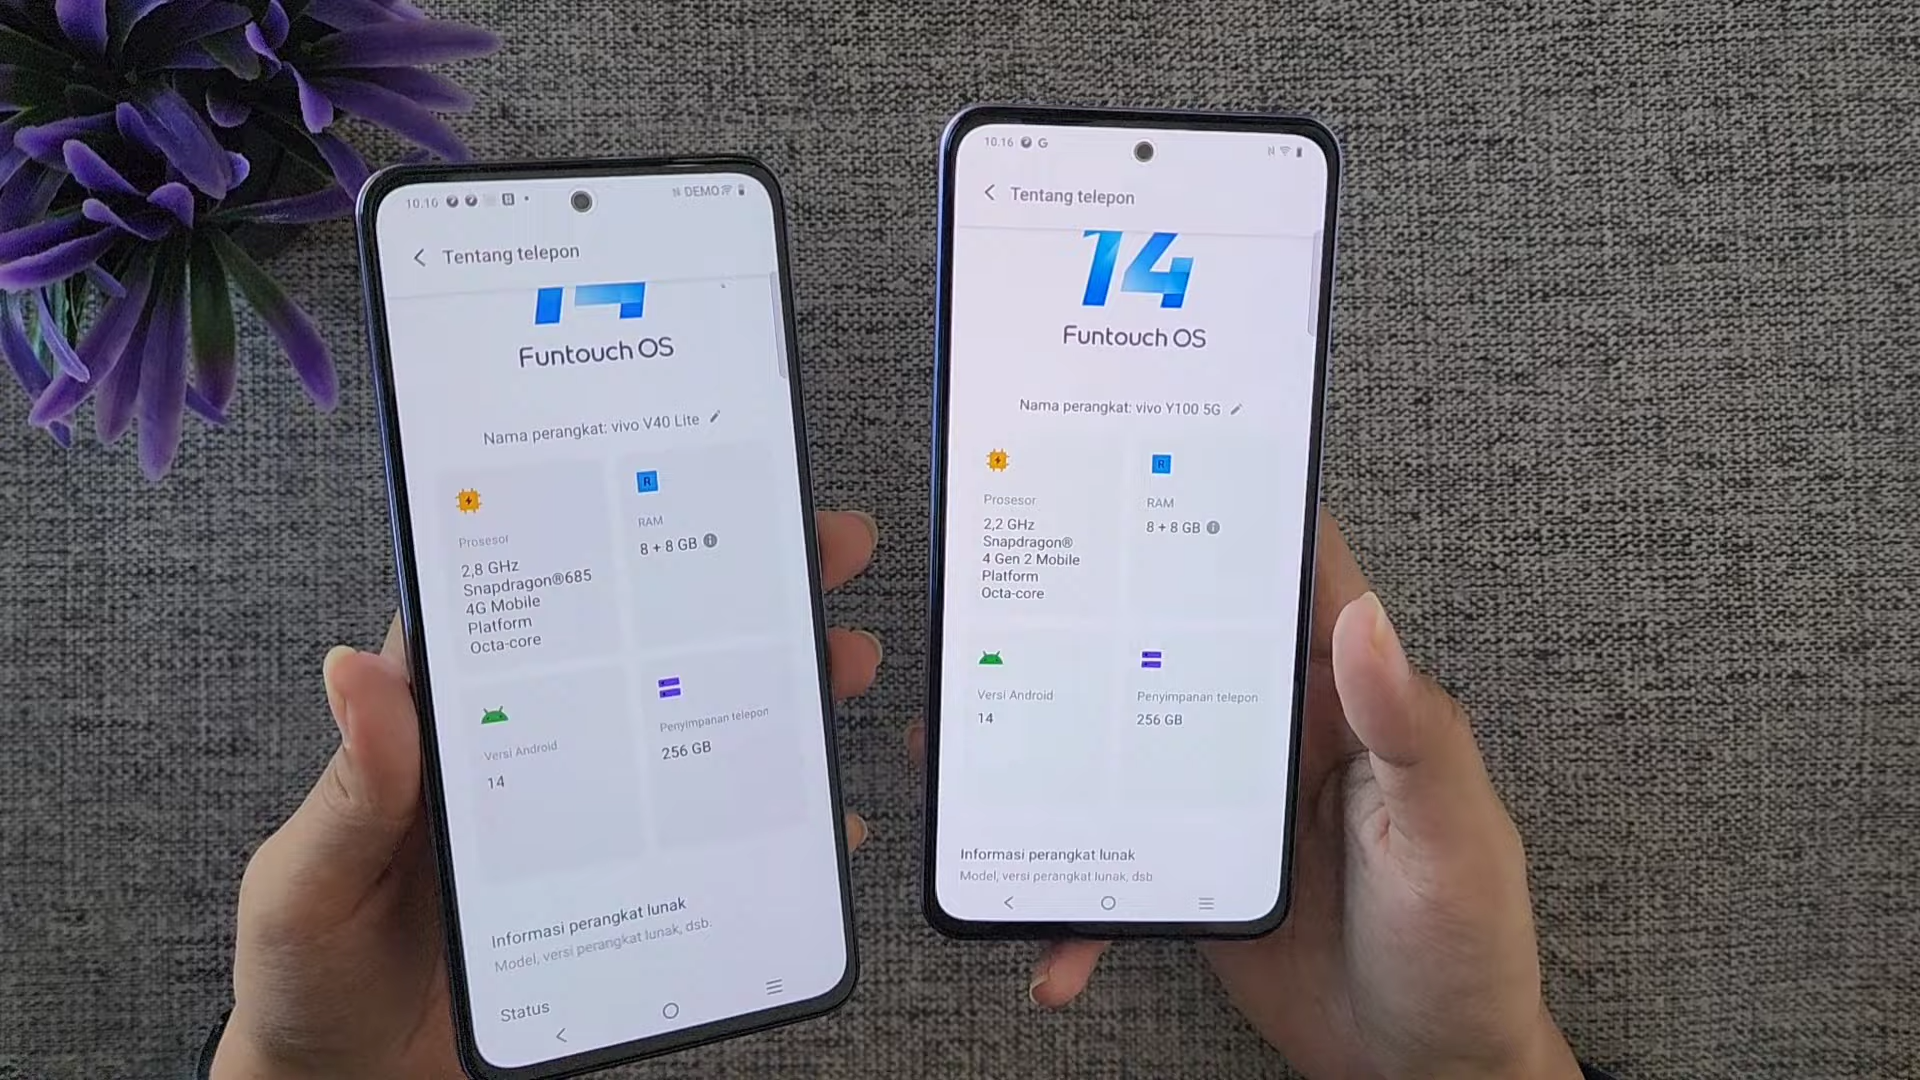 10.16
DEMO
Tentang telepon
14
Funtouch OS
Nama perangkat: vivo V40 Lite
Prosesor
2,8 GHz
Snapdragon®685
4G Mobile
Platform
Octa-core
R
RAM
8 + 8 GB
Versi Android
14
Penyimpanan telepon
256 GB
Informasi perangkat lunak
Model, versi perangkat lunak, dsb.
Status
10.16
G
Tentang telepon
14
Funtouch OS
Nama perangkat: vivo Y100 5G
Prosesor
2,2 GHz
Snapdragon®
4 Gen 2 Mobile
Platform
Octa-core
R
RAM
8 + 8 GB
Versi Android
14
Penyimpanan telepon
256 GB
Informasi perangkat lunak
Model, versi perangkat lunak, dsb